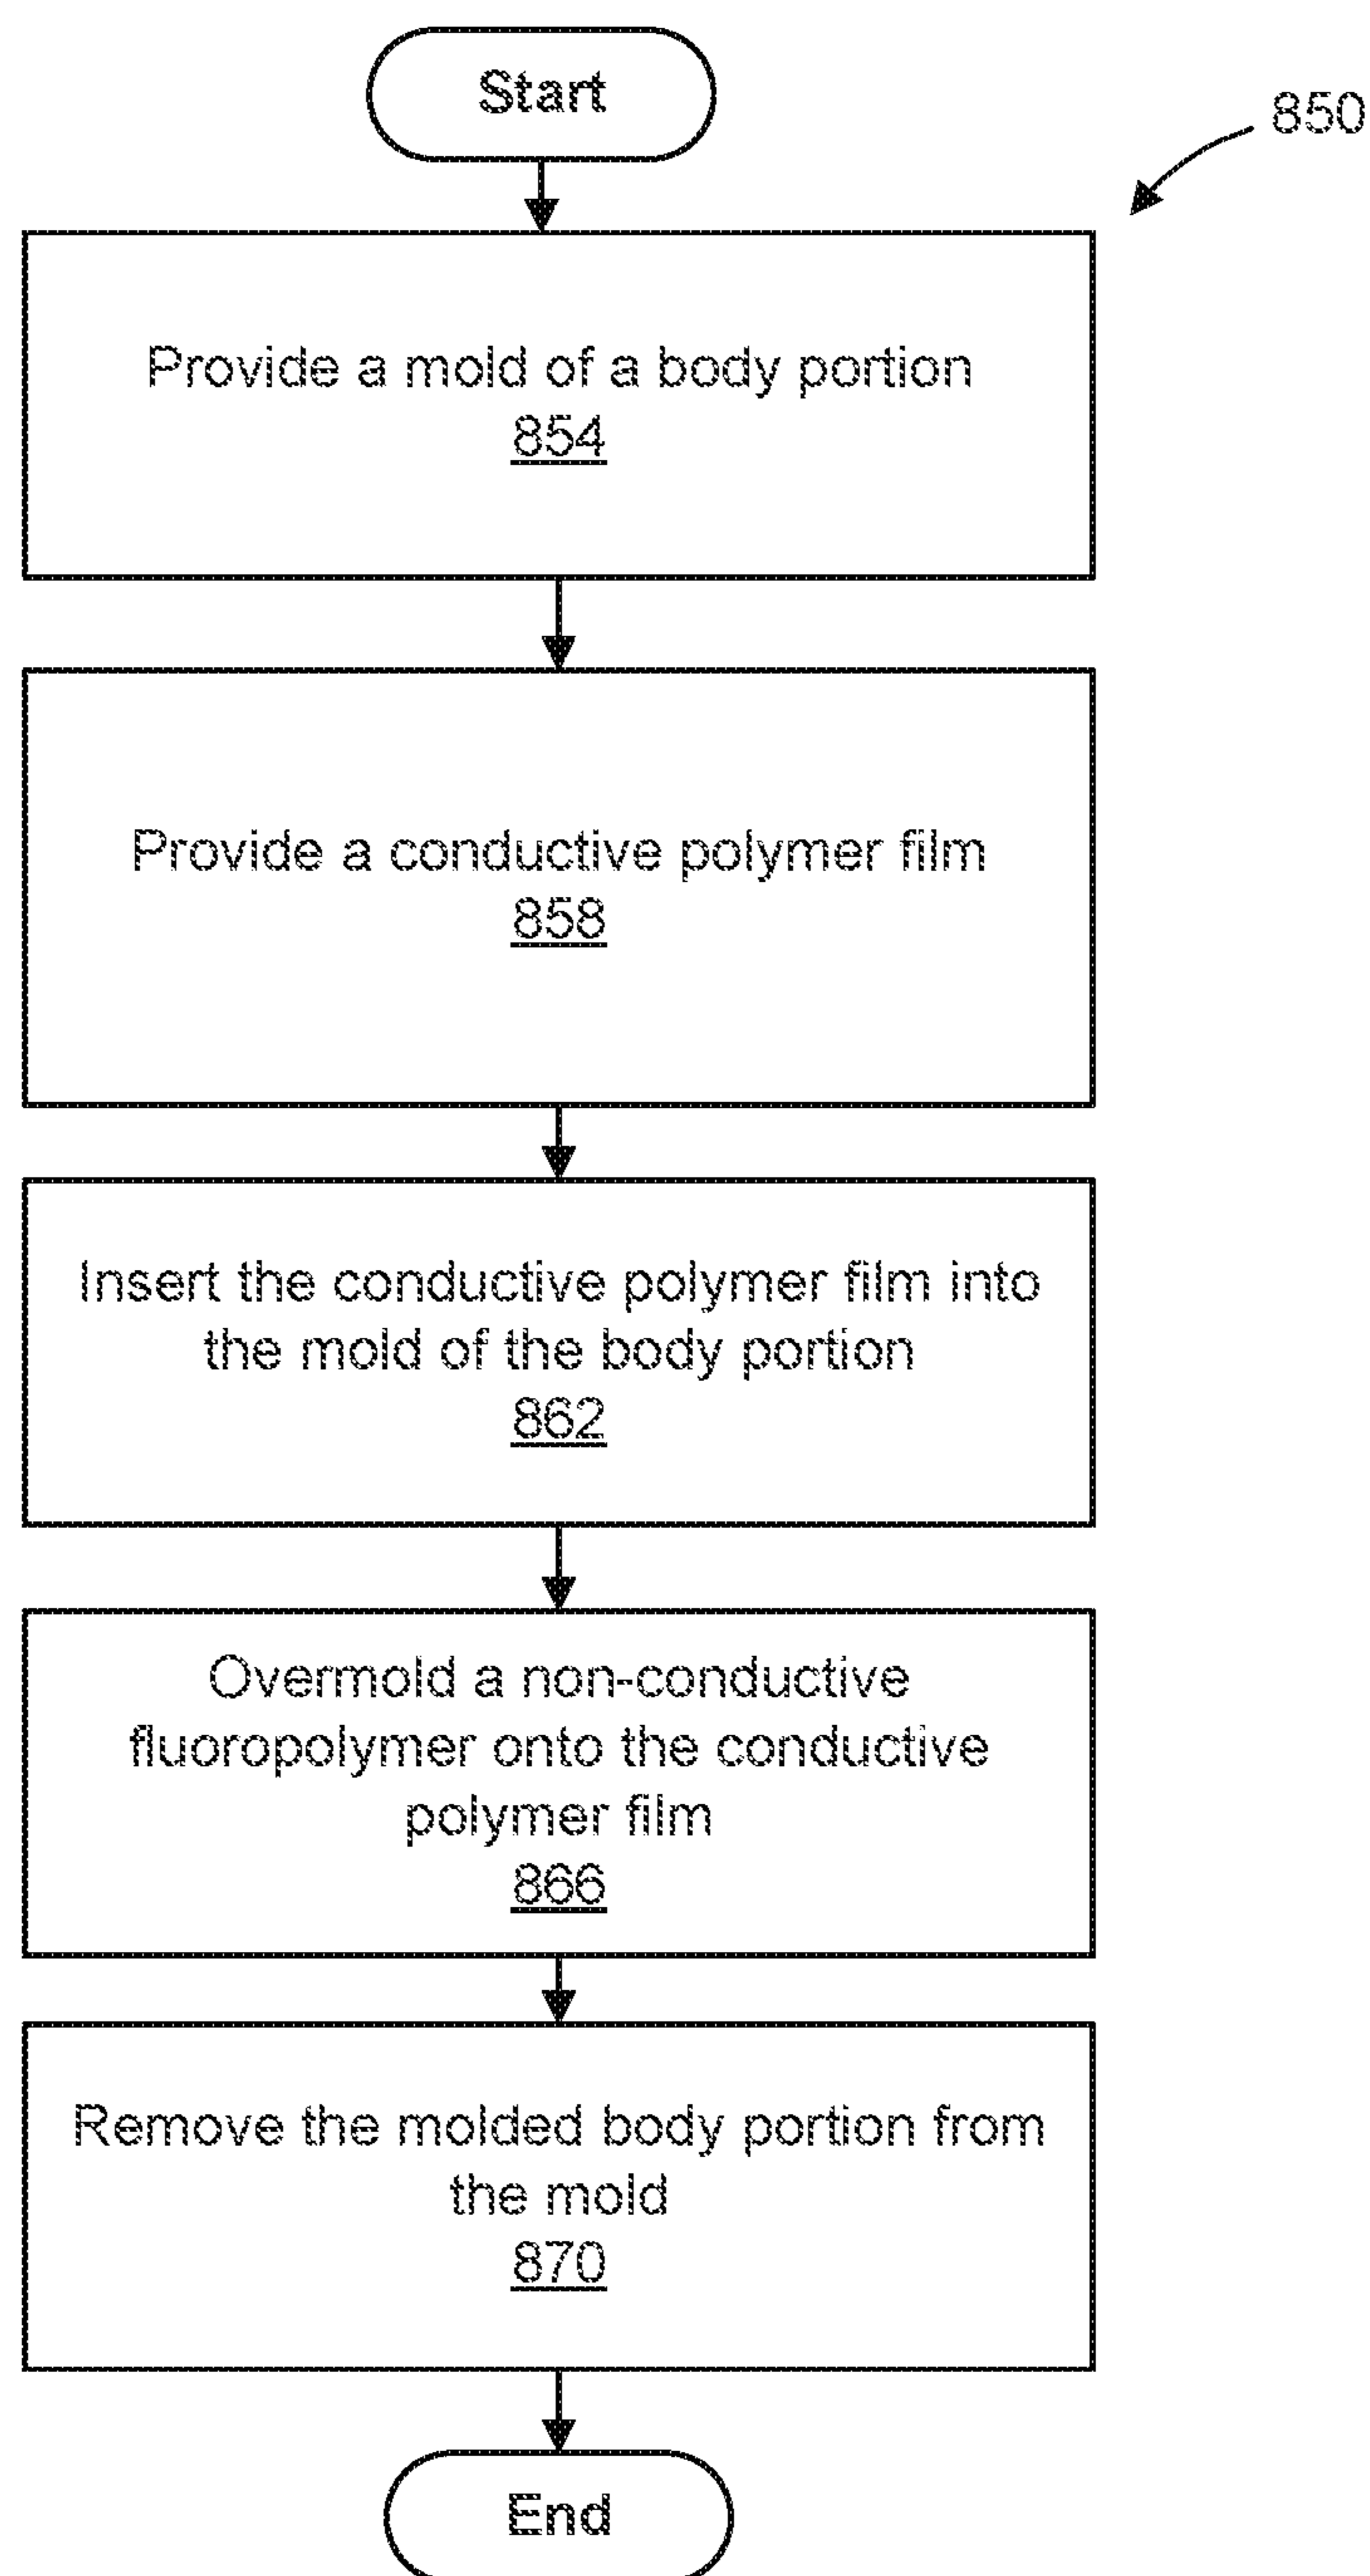 Start
850
Provide a mold of a body portion
854
Provide a conductive polymer film
858
Insert the conductive polymer film into
the mold of the body portion
862
Overmold a non-conductive
fluoropolymer onto the conductive
polymer film
866
Remove the molded body portion from
the mold
870
End